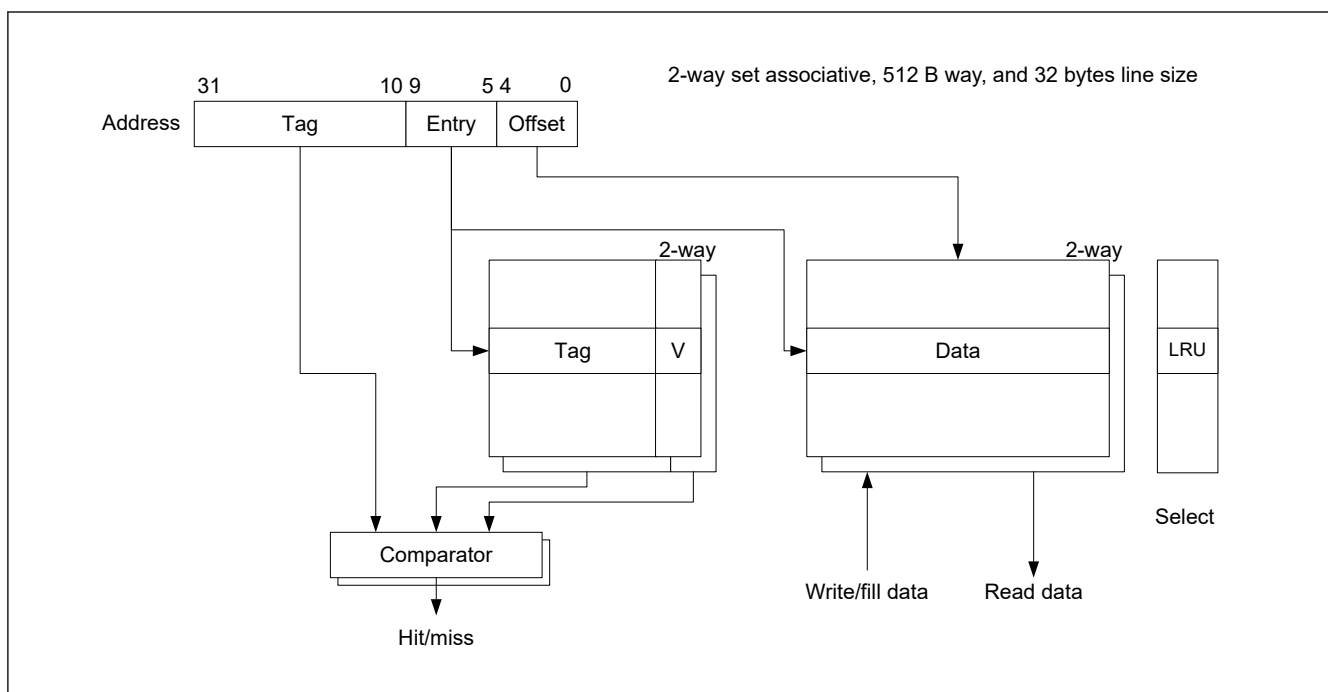 2-way set associative, 512 B way, and 32 bytes line size
31 10 9 5 4 0
Address Tag Entry Offset
2-way 2-way
Tag V Data LRU
Select
Comparator
Write/fill data Read data
Hit/miss